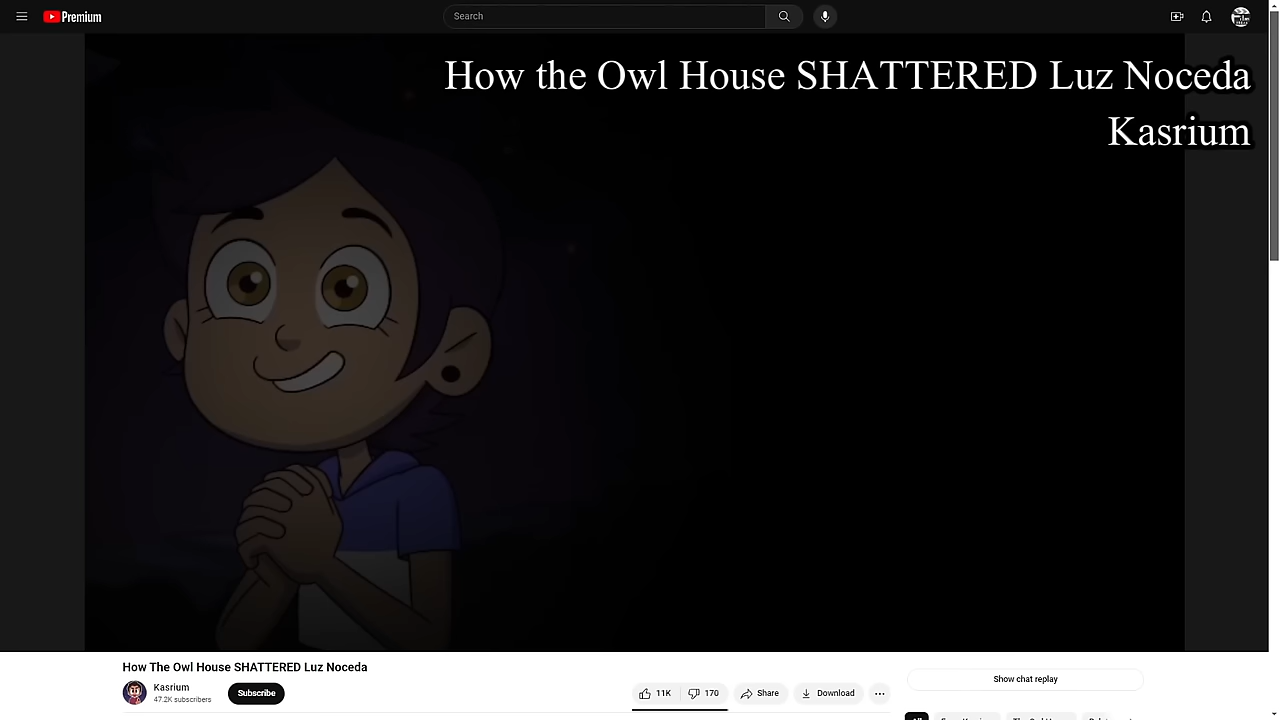 Premium
Search
How the Owl House SHATTERED Luz Noceda
Kasrium
How The Owl House SHATTERED Luz Noceda
Kasrium
47.2K subscribers
Subscribe
11K
170
Share
Download
Show chat replay